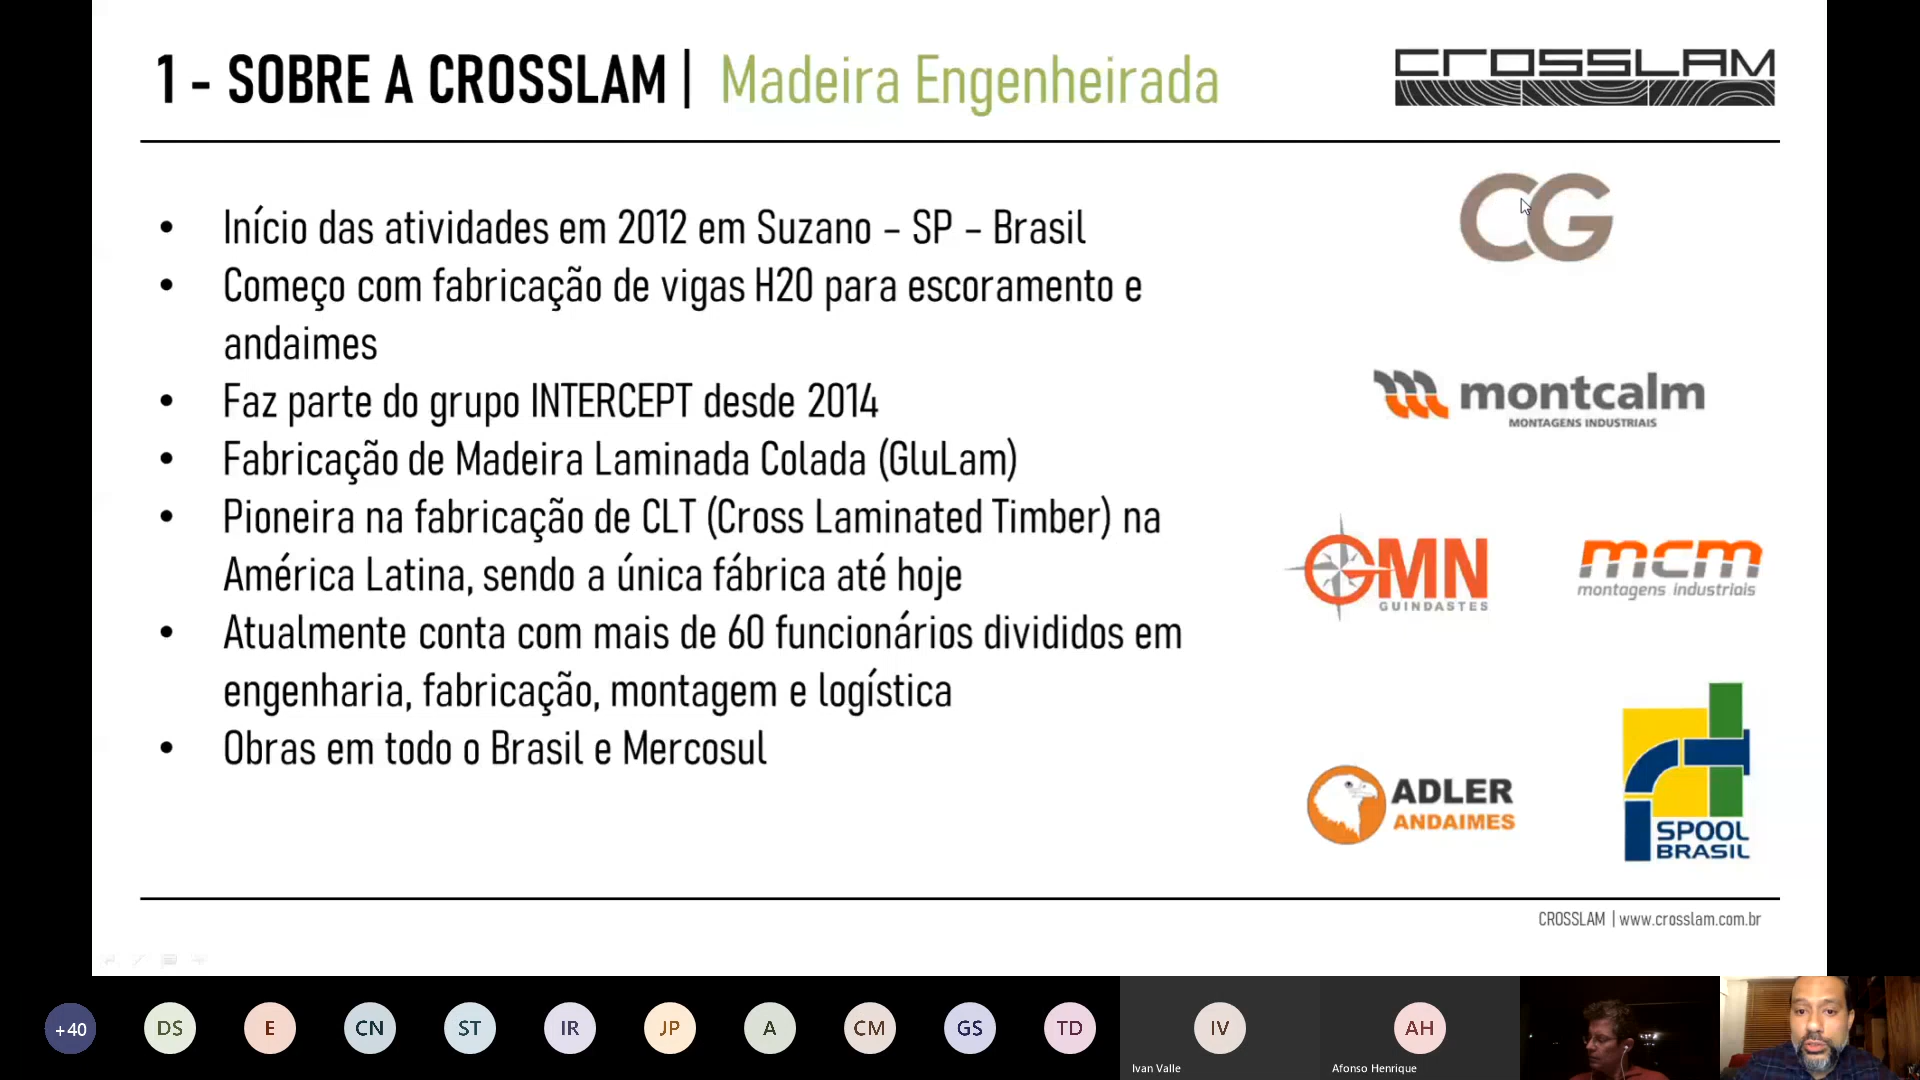 1 - SOBRE A CROSSLAM | Madeira Engenheirada
CROSSLAM
• Início das atividades em 2012 em Suzano – SP – Brasil
• Começo com fabricação de vigas H20 para escoramento e
andaimes
• Faz parte do grupo INTERCEPT desde 2014
• Fabricação de Madeira Laminada Colada (GluLam)
• Pioneira na fabricação de CLT (Cross Laminated Timber) na
América Latina, sendo a única fábrica até hoje
• Atualmente conta com mais de 60 funcionários divididos em
engenharia, fabricação, montagem e logística
• Obras em todo o Brasil e Mercosul
CG
montcalm
MONTAGENS INDUSTRIAIS
GMN
GUINDASTES
mcm
montagens industriais
ADLER
ANDAIMES
SPOOL
BRASIL
CROSSLAM | www.crosslam.com.br
+40 DS E CN ST IR JP A CM GS TD IV AH
Ivan Valle
Afonso Henrique